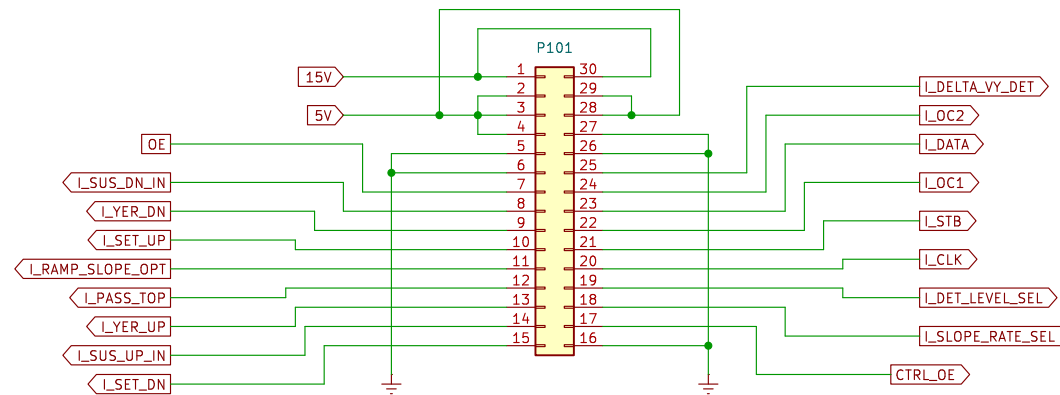 P101
15V
5V
OE
I_SUS_DN_IN
I_YER_DN
I_SET_UP
I_RAMP_SLOPE_OPT
I_PASS_TOP
I_YER_UP
I_SUS_UP_IN
I_SET_DN
1 30
2 29
3 28
4 27
5 26
6 25
7 24
8 23
9 22
10 21
11 20
12 19
13 18
14 17
15 16
I_DELTA_VY_DET
I_OC2
I_DATA
I_OC1
I_STB
I_CLK
I_DET_LEVEL_SEL
I_SLOPE_RATE_SEL
CTRL_OE